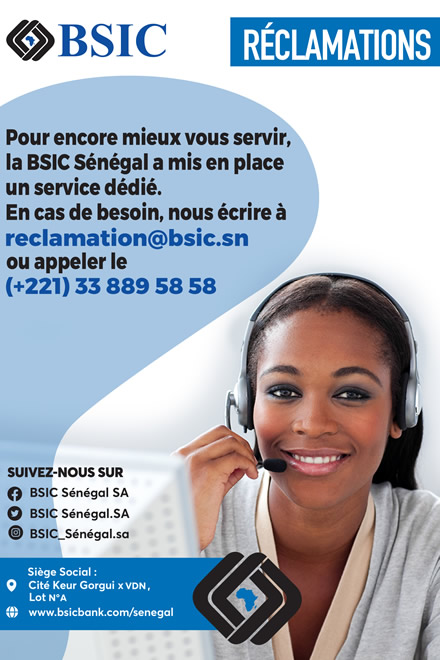 BSIC
RÉCLAMATIONS
Pour encore mieux vous servir,
la BSIC Sénégal a mis en place
un service dédié.
En cas de besoin, nous écrire à
reclamation@bsic.sn
ou appeler le
(+221) 33 889 58 58
SUIVEZ-NOUS SUR
BSIC Sénégal SA
BSIC Sénégal.SA
BSIC_Sénégal.sa
Siège Social :
Cité Keur Gorgui x VDN,
Lot N°A
www.bsicbank.com/senegal